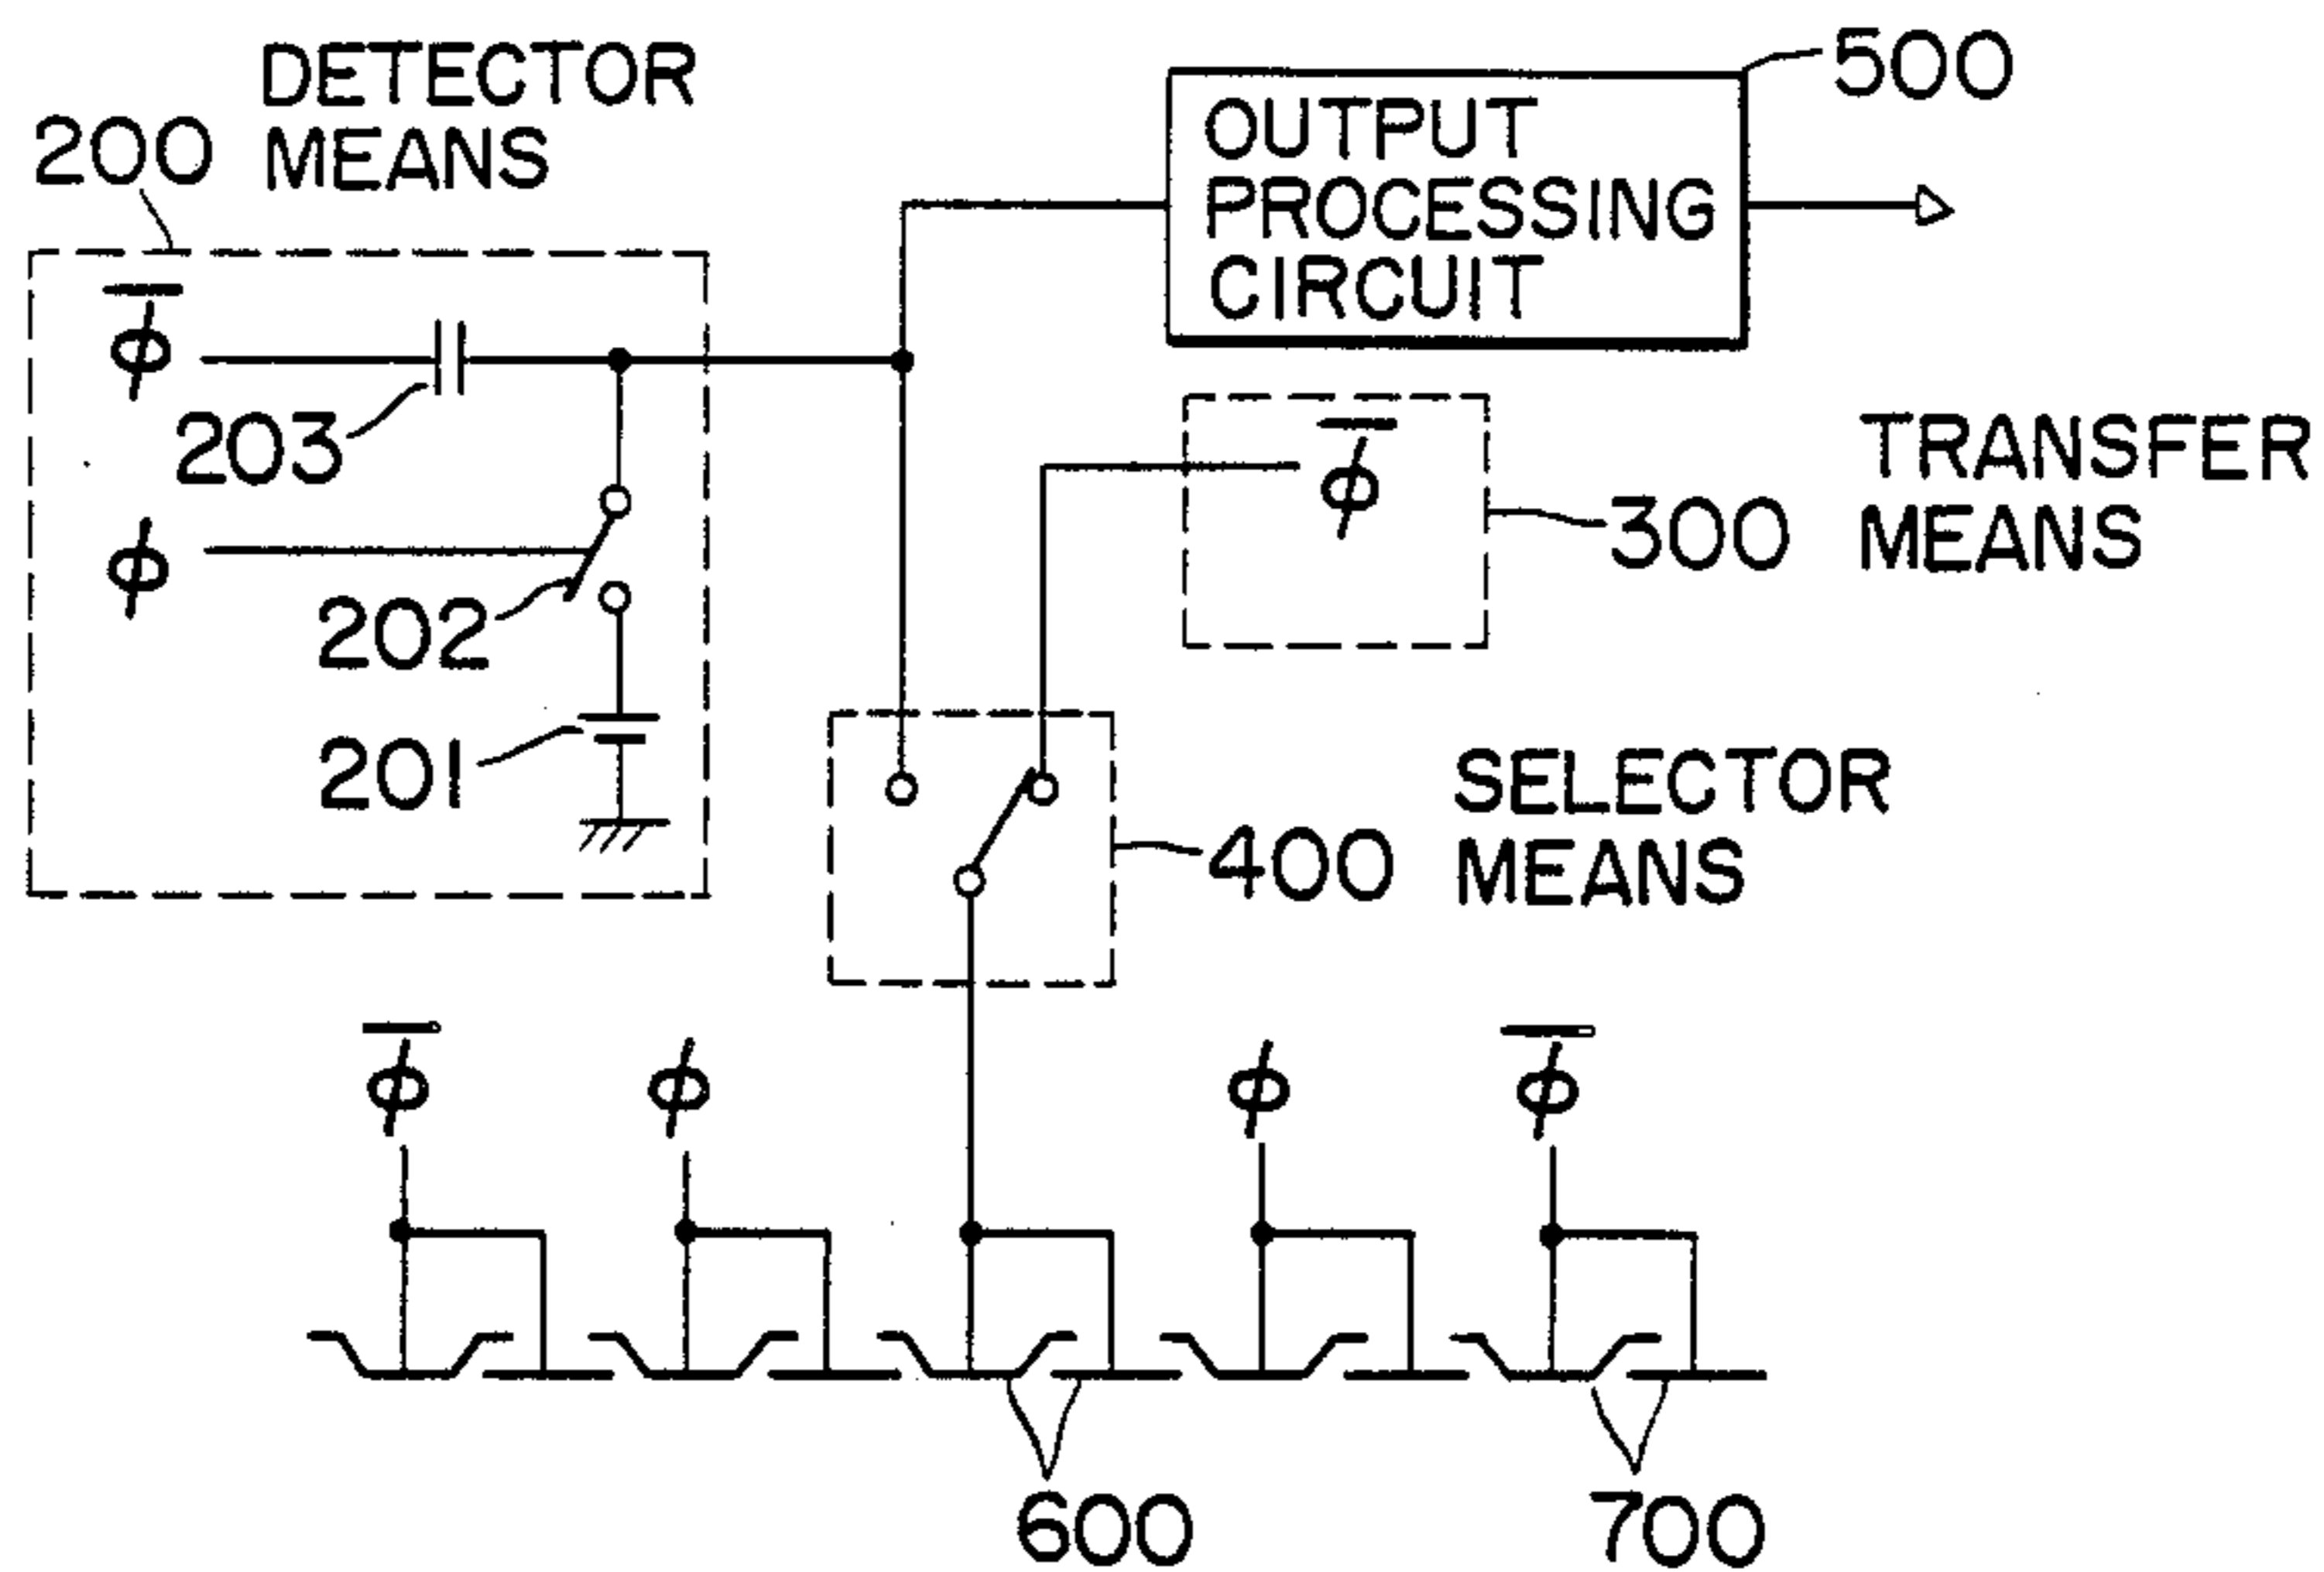 DETECTOR
MEANS
200
500
OUTPUT
PROCESSING
CIRCUIT
ϕ̅
203
ϕ
202
201
ϕ̅
300
TRANSFER
MEANS
400
SELECTOR
MEANS
ϕ̅
ϕ
ϕ
ϕ̅
600
700